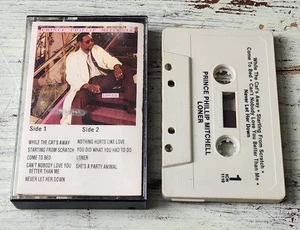 PRINCE PHILLIP MITCHELL
Side 1
WHILE THE CAT'S AWAY
STARTING FROM SCRATCH
COME TO BED
CAN'T NOBODY LOVE YOU
BETTER THAN ME
NEVER LET HER DOWN
Side 2
NOTHING HURTS LIKE LOVE
YOU DID WHAT YOU HAD TO DO
LONER
SHE'S A PARTY ANIMAL
While The Cat's Away • Starting From Scratch •
Come To Bed • Can't Nobody Love You Better Than Me •
Never Let Her Down
PRINCE PHILLIP MITCHELL
LONER
1